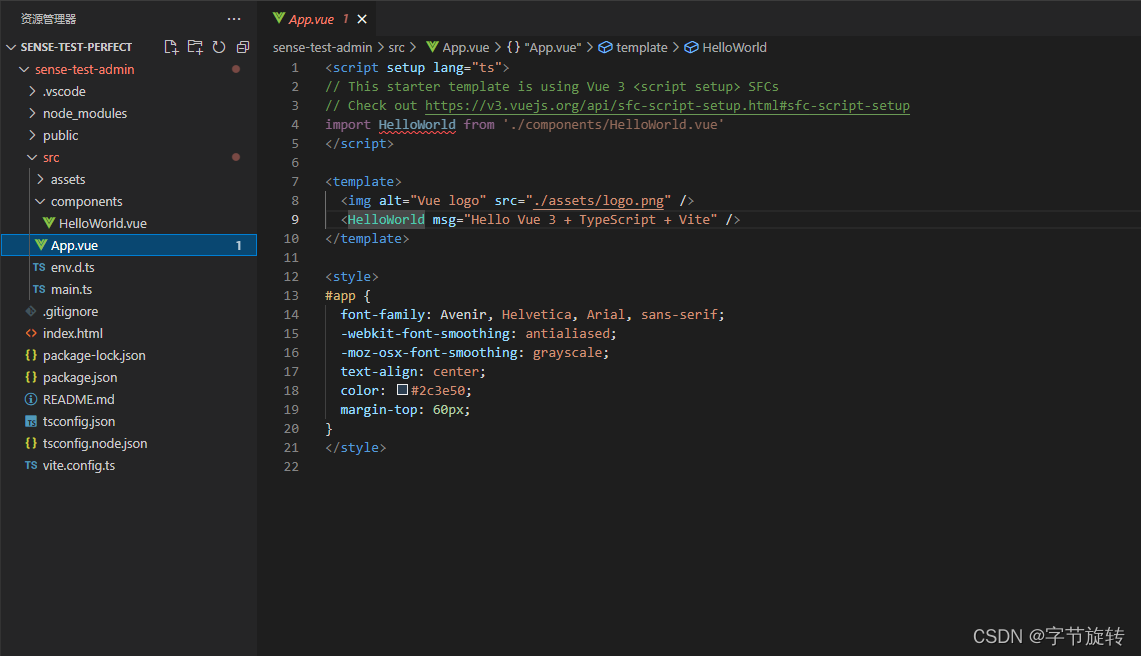 资源管理器
SENSE-TEST-PERFECT
sense-test-admin
.vscode
node_modules
public
src
assets
components
HelloWorld.vue
App.vue 1
env.d.ts
main.ts
.gitignore
index.html
package-lock.json
package.json
README.md
tsconfig.json
tsconfig.node.json
vite.config.ts
App.vue 1
sense-test-admin > src > App.vue > {} "App.vue" > template > HelloWorld
1 <script setup lang="ts">
2 // This starter template is using Vue 3 <script setup> SFCs
3 // Check out https://v3.vuejs.org/api/sfc-script-setup.html#sfc-script-setup
4 import HelloWorld from './components/HelloWorld.vue'
5 </script>
6
7 <template>
8 <img alt="Vue logo" src="./assets/logo.png" />
9 <HelloWorld msg="Hello Vue 3 + TypeScript + Vite" />
10 </template>
11
12 <style>
13 #app {
14 font-family: Avenir, Helvetica, Arial, sans-serif;
15 -webkit-font-smoothing: antialiased;
16 -moz-osx-font-smoothing: grayscale;
17 text-align: center;
18 color: #2c3e50;
19 margin-top: 60px;
20 }
21 </style>
22
CSDN @字节旋转